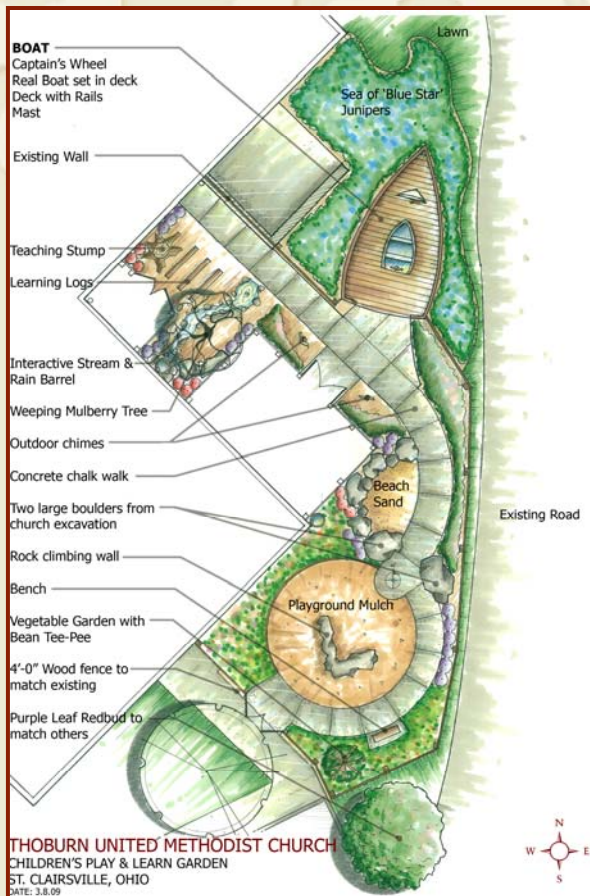 BOAT
Captain's Wheel
Real Boat set in deck
Deck with Rails
Mast
Lawn
Sea of 'Blue Star'
Junipers
Existing Wall
Teaching Stump
Learning Logs
Interactive Stream &
Rain Barrel
Weeping Mulberry Tree
Outdoor chimes
Concrete chalk walk
Beach
Sand
Two large boulders from
church excavation
Existing Road
Rock climbing wall
Bench
Playground Mulch
Vegetable Garden with
Bean Tee-Pee
4'-0" Wood fence to
match existing
Purple Leaf Redbud to
match others
THOBURN UNITED METHODIST CHURCH
CHILDREN'S PLAY & LEARN GARDEN
ST. CLAIRSVILLE, OHIO
DATE: 3.8.09
N
W E
S